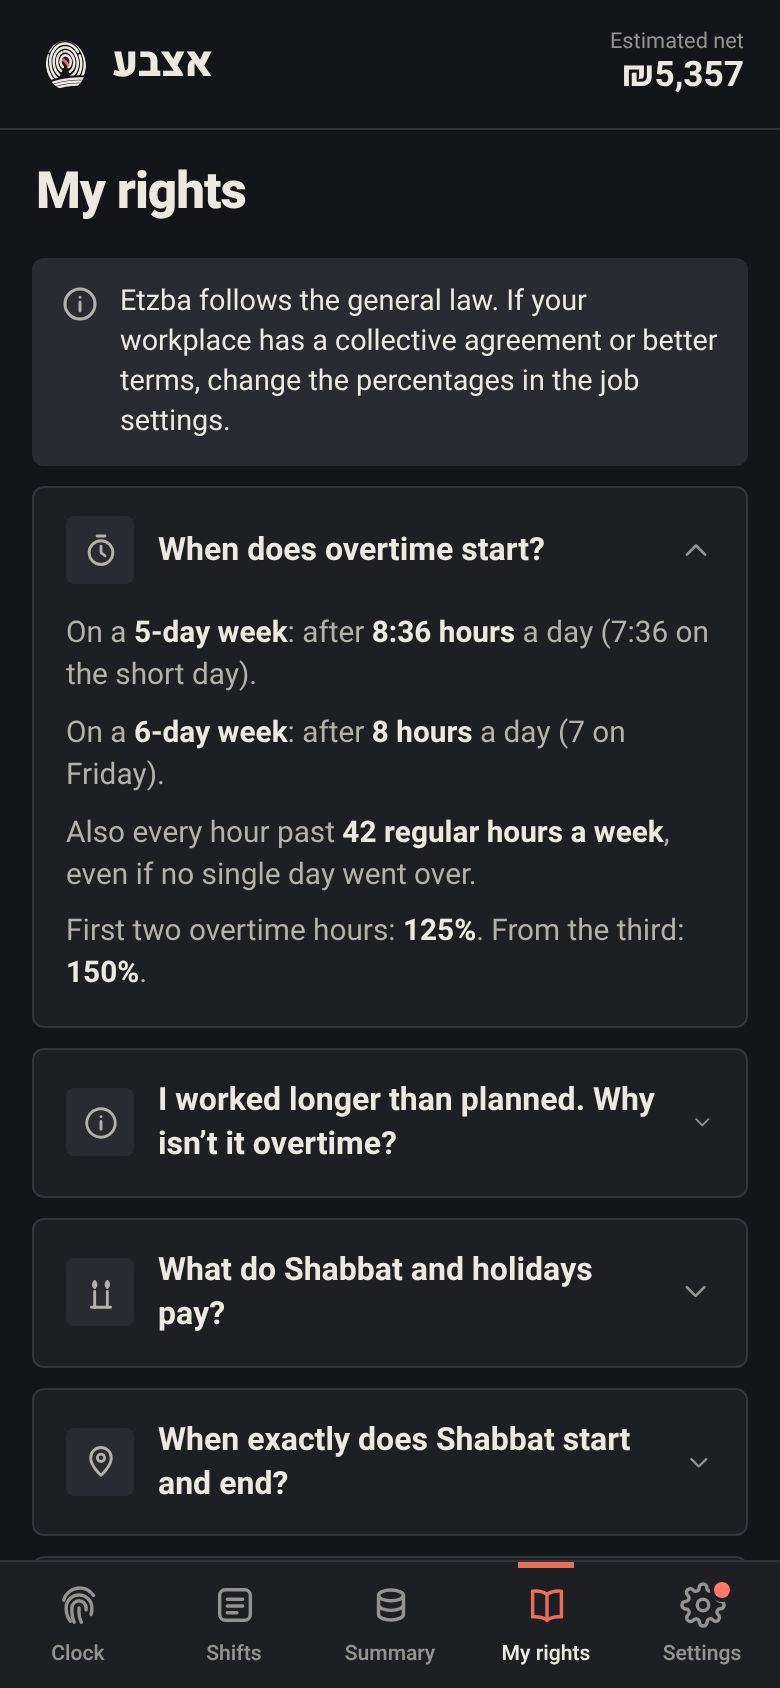 אצבע
Estimated net
₪5,357
My rights
Etzba follows the general law. If your
workplace has a collective agreement or better
terms, change the percentages in the job
settings.
When does overtime start?
On a 5-day week: after 8:36 hours a day (7:36 on
the short day).
On a 6-day week: after 8 hours a day (7 on
Friday).
Also every hour past 42 regular hours a week,
even if no single day went over.
First two overtime hours: 125%. From the third:
150%.
I worked longer than planned. Why
isn’t it overtime?
What do Shabbat and holidays
pay?
When exactly does Shabbat start
and end?
Clock
Shifts
Summary
My rights
Settings